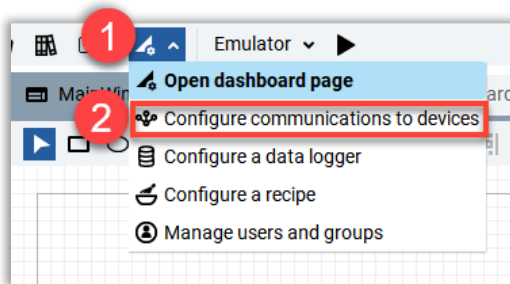 1
Emulator
Open dashboard page
MainWin
2
Configure communications to devices
Configure a data logger
Configure a recipe
Manage users and groups